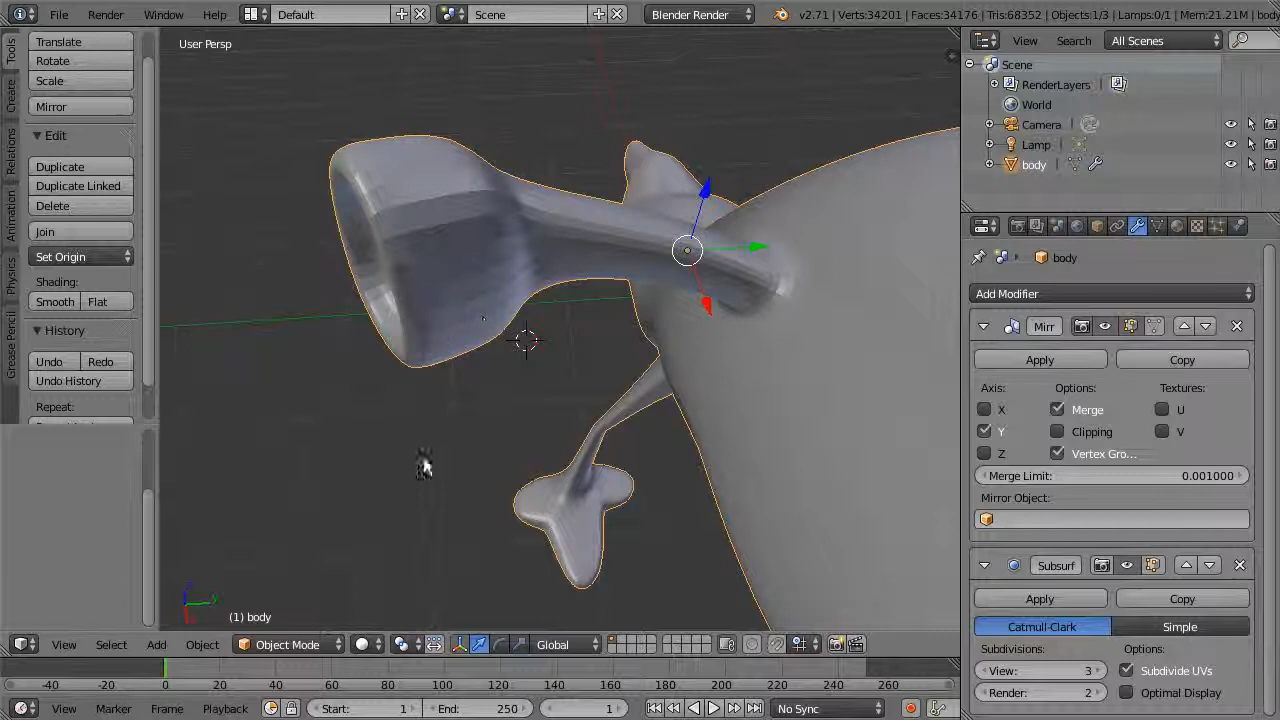 File Render Window Help Default Scene Blender Render v2.71 | Verts:34201 | Faces:34176 | Tris:68352 | Objects:1/3 | Lamps:0/1 | Mem:21.21M | body
Tools
Create
Relations
Animation
Physics
Grease Pencil
Translate
Rotate
Scale
Mirror
Edit
Duplicate
Duplicate Linked
Delete
Join
Set Origin
Shading:
Smooth Flat
History
Undo Redo
Undo History
Repeat:
User Persp
(1) body
View Select Add Object Object Mode Global
-40 -20 0 20 40 60 80 100 120 140 160 180 200 220 240 260
View Marker Frame Playback Start: 1 End: 250 1 No Sync
View Search All Scenes
Scene
RenderLayers
World
Camera
Lamp
body
body
Add Modifier
Mirr
Apply Copy
Axis: Options: Textures:
X Merge U
Y Clipping V
Z Vertex Gro...
Merge Limit: 0.001000
Mirror Object:
Subsurf
Apply Copy
Catmull-Clark Simple
Subdivisions: Options:
View: 3 Subdivide UVs
Render: 2 Optimal Display